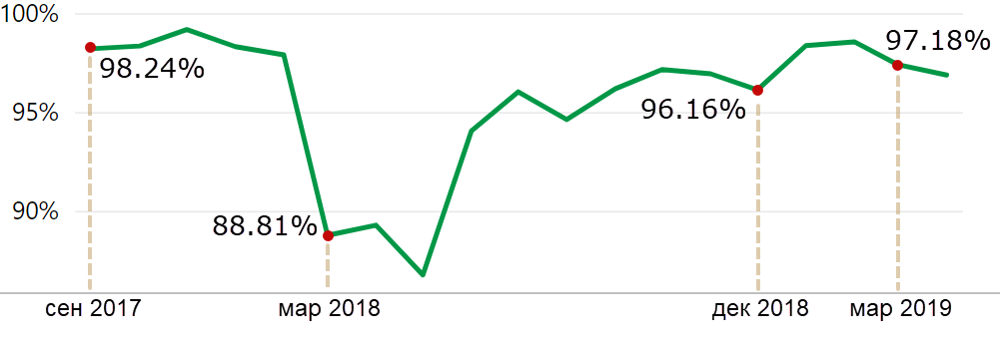 100%
97.18%
98.24%
95%
96.16%
90%
88.81%
сен 2017
мар 2018
дек 2018
мар 2019